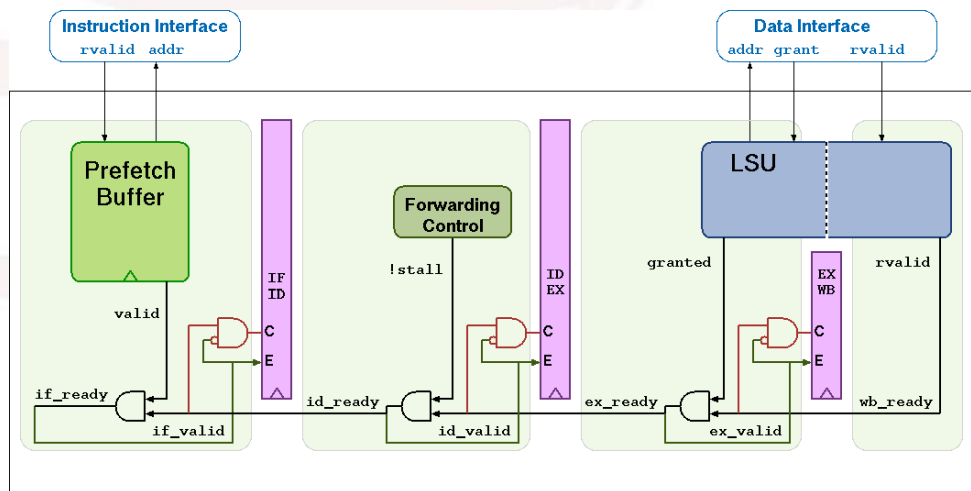 Instruction Interface
rvalid addr
Data Interface
addr grant rvalid
Prefetch
Buffer
LSU
Forwarding
Control
IF
ID
ID
EX
EX
WB
valid
!stall
granted
rvalid
C
E
C
E
C
E
if_ready
id_ready
ex_ready
wb_ready
if_valid
id_valid
ex_valid